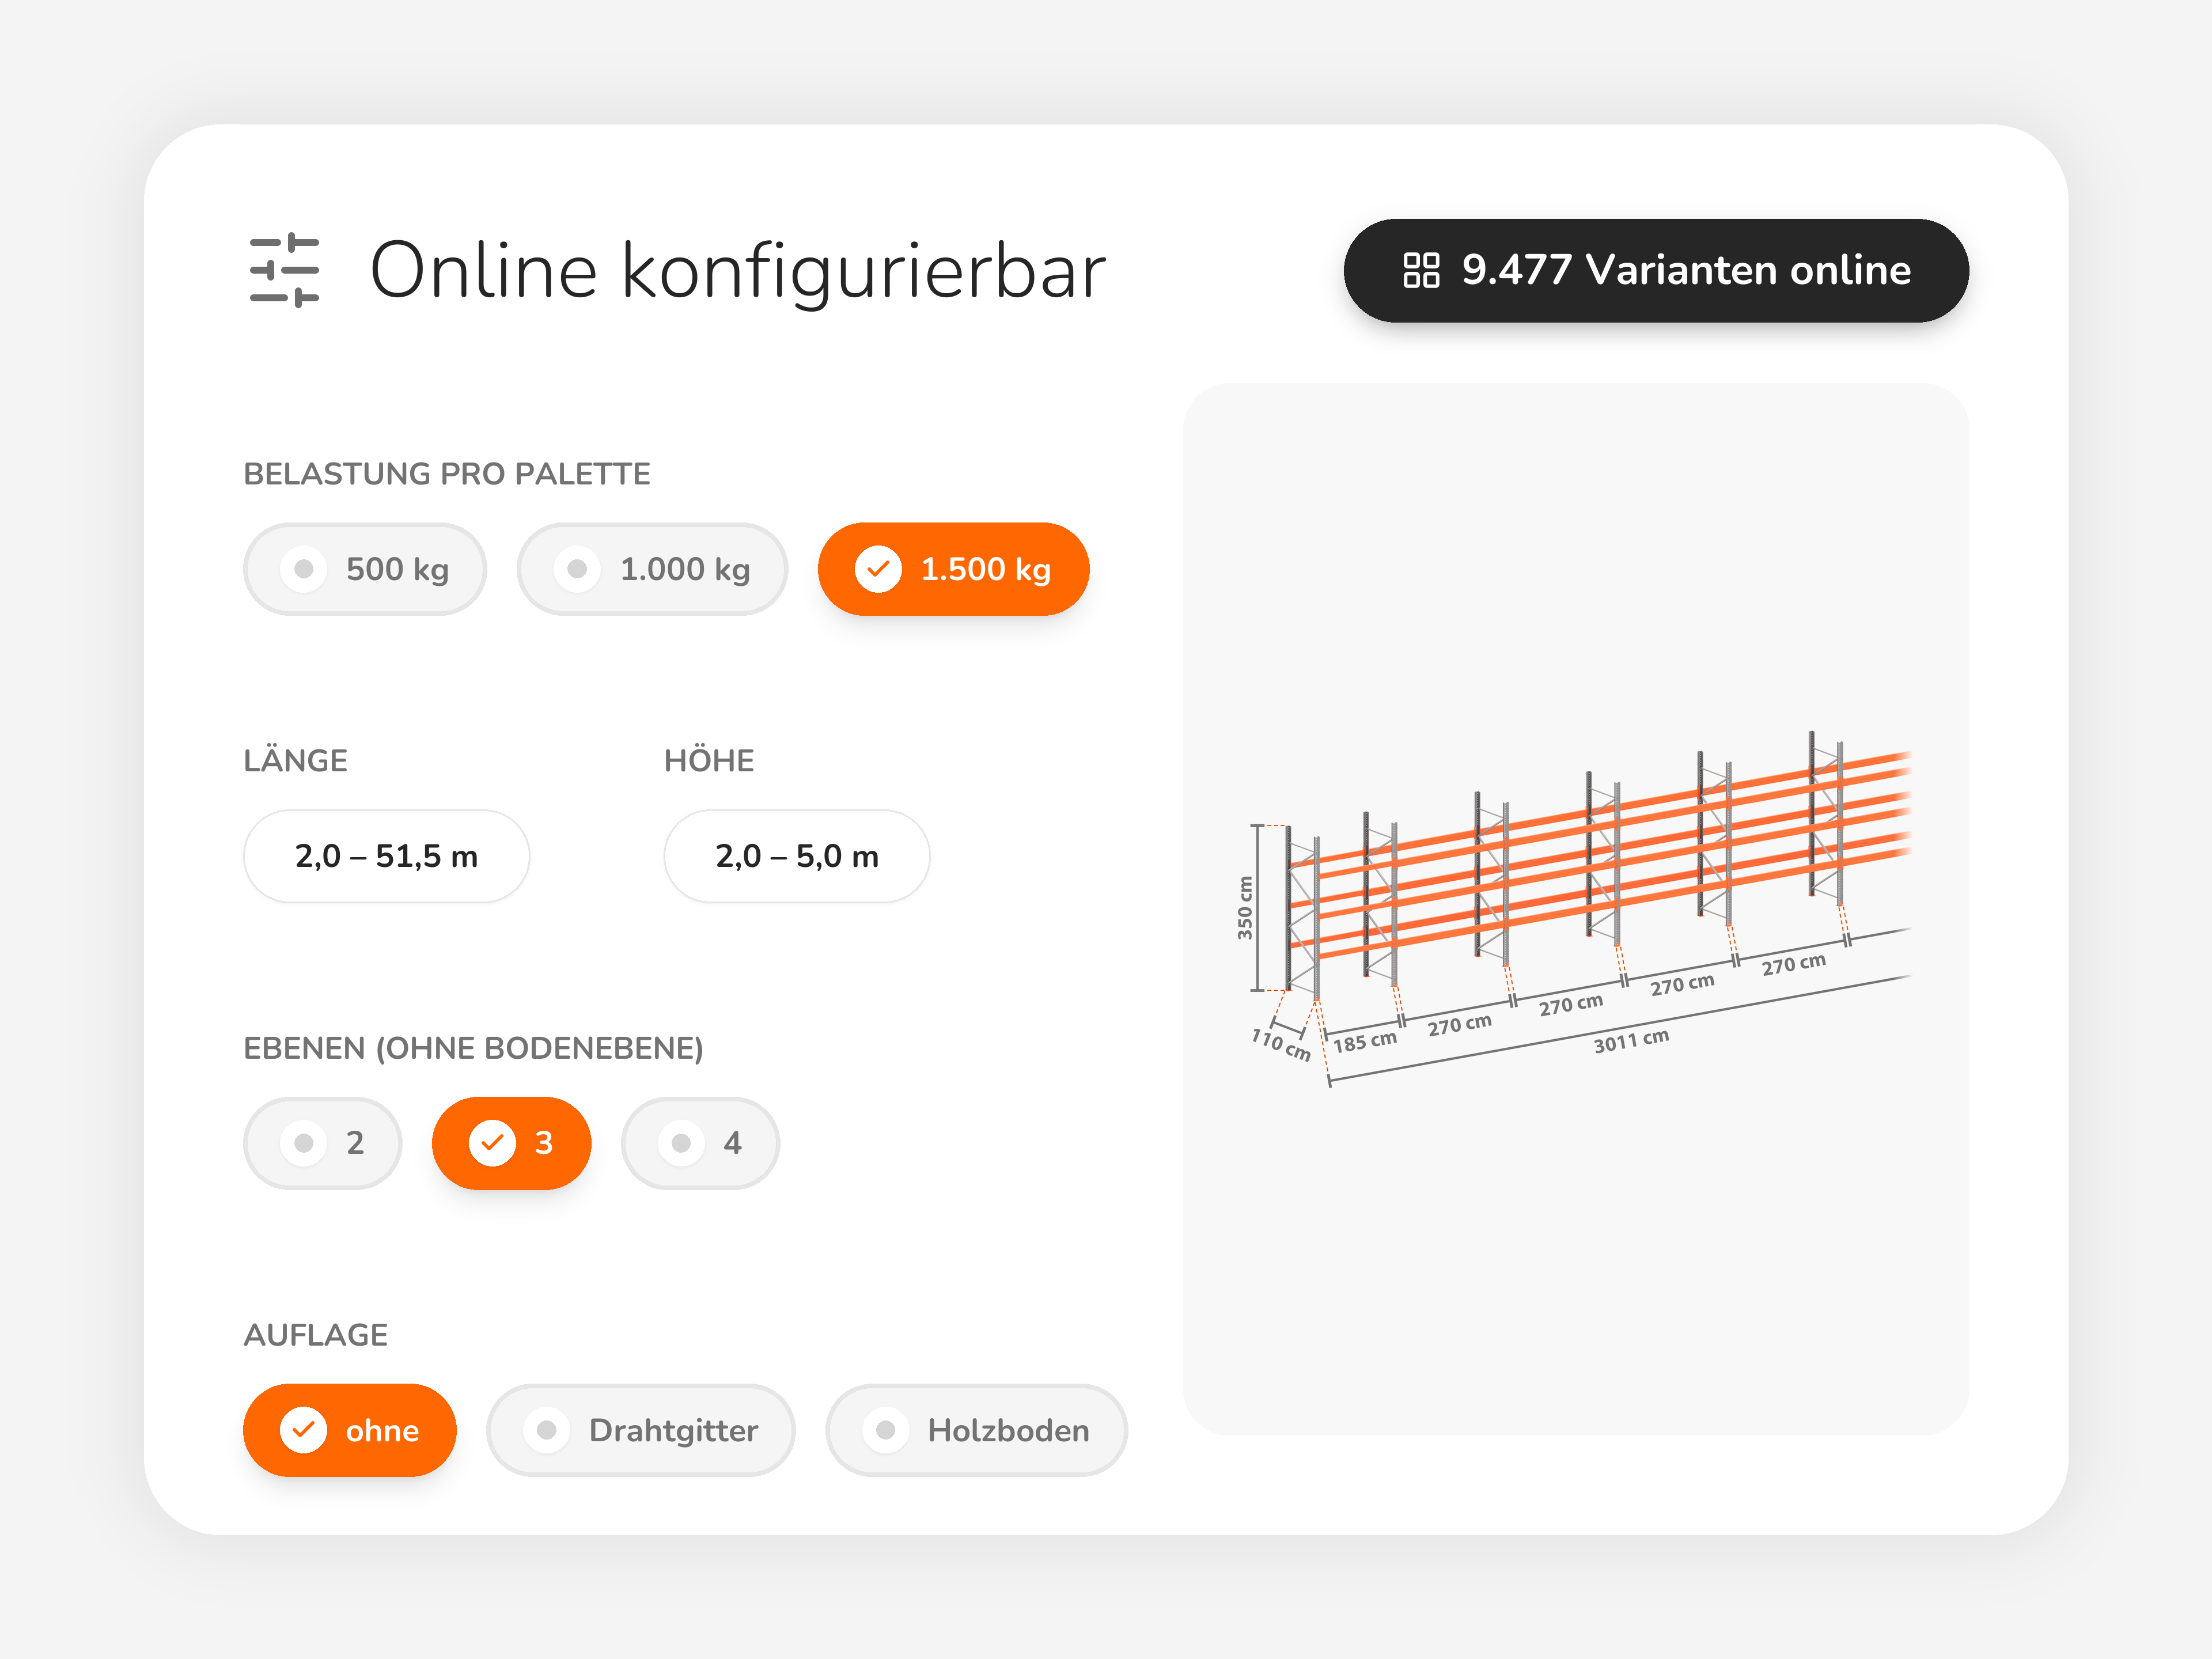 Online konfigurierbar
9.477 Varianten online
BELASTUNG PRO PALETTE
500 kg
1.000 kg
1.500 kg
LÄNGE
HÖHE
2,0 – 51,5 m
2,0 – 5,0 m
EBENEN (OHNE BODENEBENE)
2
3
4
AUFLAGE
ohne
Drahtgitter
Holzboden
350 cm
110 cm
185 cm
270 cm
270 cm
270 cm
270 cm
3011 cm